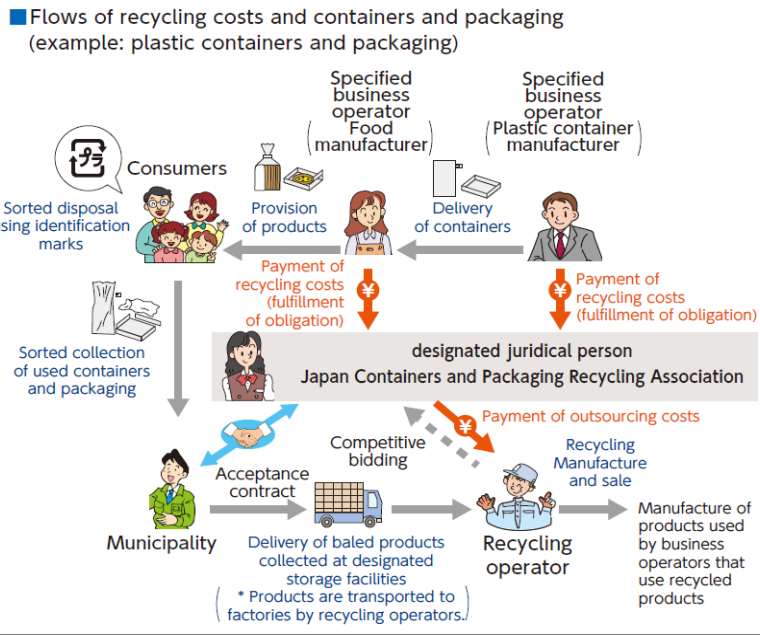 ■Flows of recycling costs and containers and packaging
(example: plastic containers and packaging)
Specified
business
operator
(Food
manufacturer)
Specified
business
operator
(Plastic container
manufacturer)
プラ
Consumers
Sorted disposal
using identification
marks
Provision
of products
Delivery
of containers
Payment of
recycling costs
(fulfillment
of obligation)
¥
¥
Payment of
recycling costs
(fulfillment of obligation)
Sorted collection
of used containers
and packaging
designated juridical person
Japan Containers and Packaging Recycling Association
¥
Payment of outsourcing costs
Competitive
bidding
Recycling
Manufacture
and sale
Acceptance
contract
Municipality
Delivery of baled products
collected at designated
storage facilities
(* Products are transported to
factories by recycling operators.)
Recycling
operator
Manufacture of
products used
by business
operators that
use recycled
products